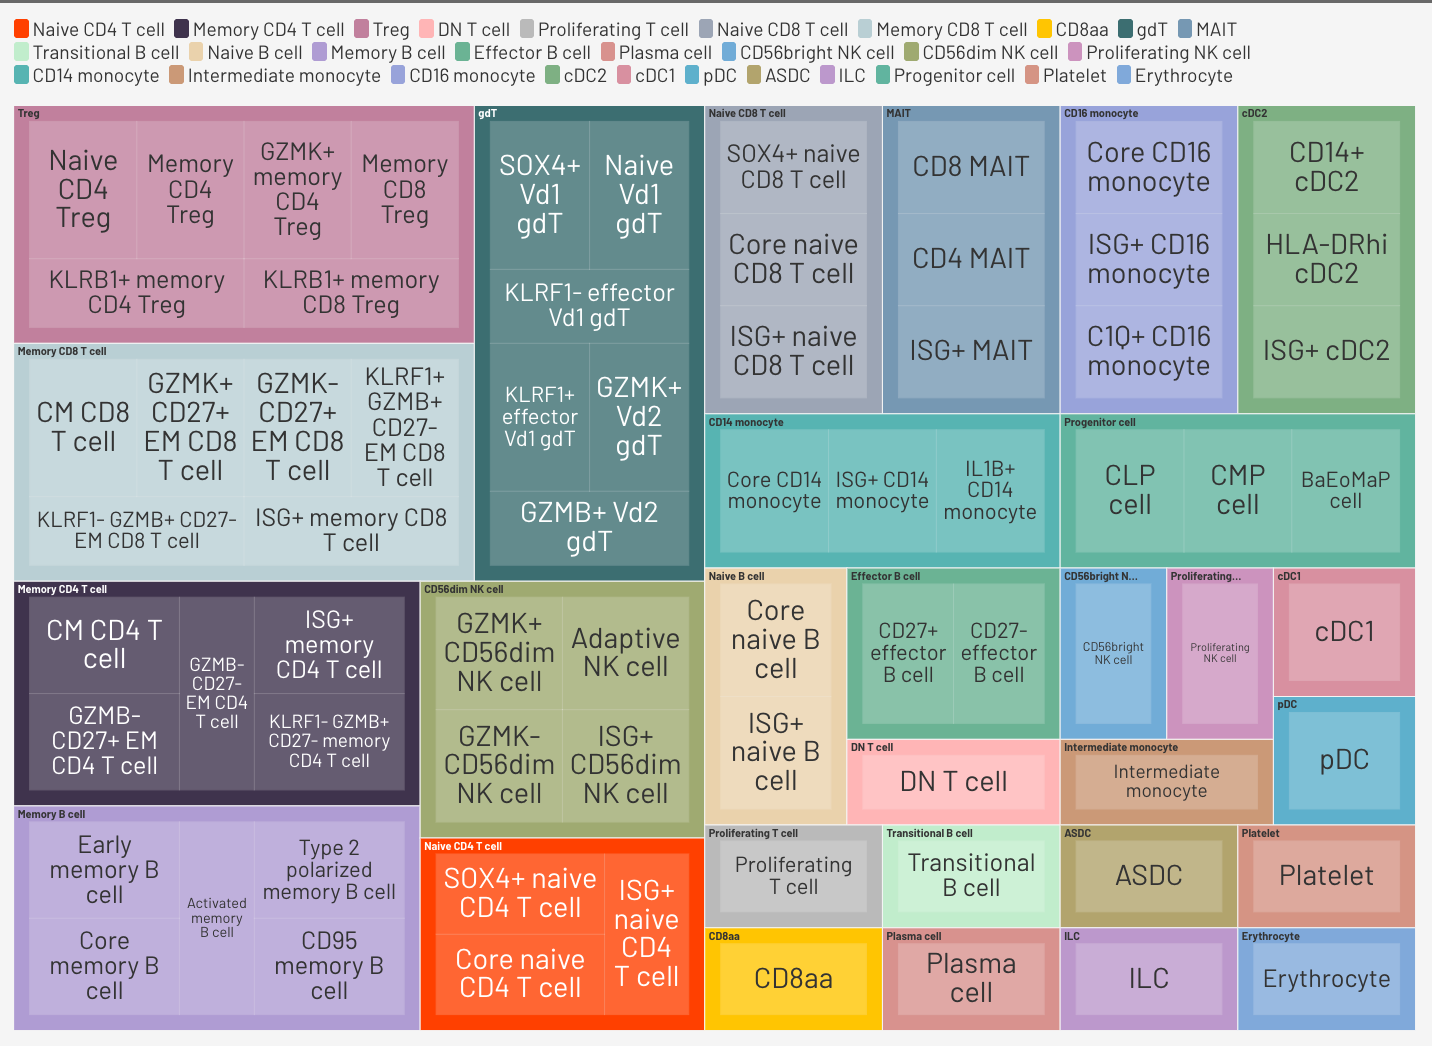 Naive CD4 T cell Memory CD4 T cell Treg DN T cell Proliferating T cell Naive CD8 T cell Memory CD8 T cell CD8aa gdT MAIT
Transitional B cell Naive B cell Memory B cell Effector B cell Plasma cell CD56bright NK cell CD56dim NK cell Proliferating NK cell
CD14 monocyte Intermediate monocyte CD16 monocyte cDC2 cDC1 pDC ASDC ILC Progenitor cell Platelet Erythrocyte
Treg
Naive
CD4
Treg
Memory
CD4
Treg
GZMK+
memory
CD4
Treg
Memory
CD8
Treg
KLRB1+ memory
CD4 Treg
KLRB1+ memory
CD8 Treg
gdT
SOX4+
Vd1
gdT
Naive
Vd1
gdT
KLRF1- effector
Vd1 gdT
KLRF1+
effector
Vd1 gdT
GZMK+
Vd2
gdT
GZMB+ Vd2
gdT
Naive CD8 T cell
SOX4+ naive
CD8 T cell
Core naive
CD8 T cell
ISG+ naive
CD8 T cell
MAIT
CD8 MAIT
CD4 MAIT
ISG+ MAIT
CD16 monocyte
Core CD16
monocyte
ISG+ CD16
monocyte
C1Q+ CD16
monocyte
cDC2
CD14+
cDC2
HLA-DRhi
cDC2
ISG+ cDC2
Memory CD8 T cell
CM CD8
T cell
GZMK+
CD27+
EM CD8
T cell
GZMK-
CD27+
EM CD8
T cell
KLRF1+
GZMB+
CD27-
EM CD8
T cell
KLRF1- GZMB+ CD27-
EM CD8 T cell
ISG+ memory CD8
T cell
CD14 monocyte
Core CD14
monocyte
ISG+ CD14
monocyte
IL1B+
CD14
monocyte
Progenitor cell
CLP
cell
CMP
cell
BaEoMaP
cell
Memory CD4 T cell
CM CD4 T
cell
GZMB-
CD27+ EM
CD4 T cell
GZMB-
CD27-
EM CD4
T cell
ISG+
memory
CD4 T cell
KLRF1- GZMB+
CD27- memory
CD4 T cell
CD56dim NK cell
GZMK+
CD56dim
NK cell
Adaptive
NK cell
GZMK-
CD56dim
NK cell
ISG+
CD56dim
NK cell
Naive B cell
Core
naive B
cell
ISG+
naive B
cell
Effector B cell
CD27+
effector
B cell
CD27-
effector
B cell
CD56bright N...
CD56bright
NK cell
Proliferating...
Proliferating
NK cell
cDC1
cDC1
pDC
pDC
DN T cell
DN T cell
Intermediate monocyte
Intermediate
monocyte
Memory B cell
Early
memory B
cell
Core
memory B
cell
Activated
memory
B cell
Type 2
polarized
memory B cell
CD95
memory B
cell
Naive CD4 T cell
SOX4+ naive
CD4 T cell
Core naive
CD4 T cell
ISG+
naive
CD4
T cell
Proliferating T cell
Proliferating
T cell
Transitional B cell
Transitional
B cell
ASDC
ASDC
Platelet
Platelet
CD8aa
CD8aa
Plasma cell
Plasma
cell
ILC
ILC
Erythrocyte
Erythrocyte